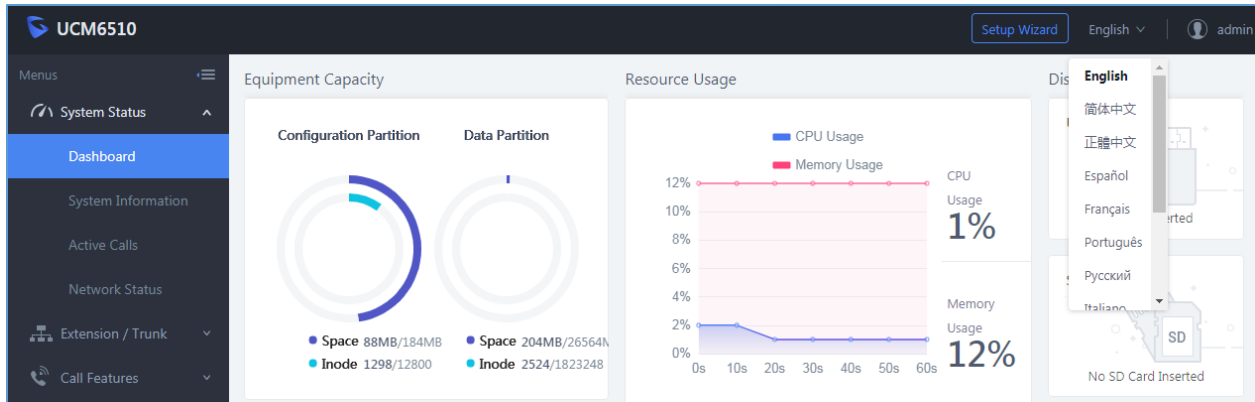 UCM6510
Setup Wizard
English
admin
Menus
System Status
Dashboard
System Information
Active Calls
Network Status
Extension / Trunk
Call Features
Equipment Capacity
Configuration Partition
Data Partition
Space 88MB/184MB
Inode 1298/12800
Space 204MB/26564
Inode 2524/1823248
Resource Usage
CPU Usage
Memory Usage
12%
10%
8%
6%
4%
2%
0%
0s
10s
20s
30s
40s
50s
60s
CPU
Usage
1%
Memory
Usage
12%
Dis
English
简体中文
正體中文
Español
Français
Português
Русский
Italiano
rted
SD
No SD Card Inserted